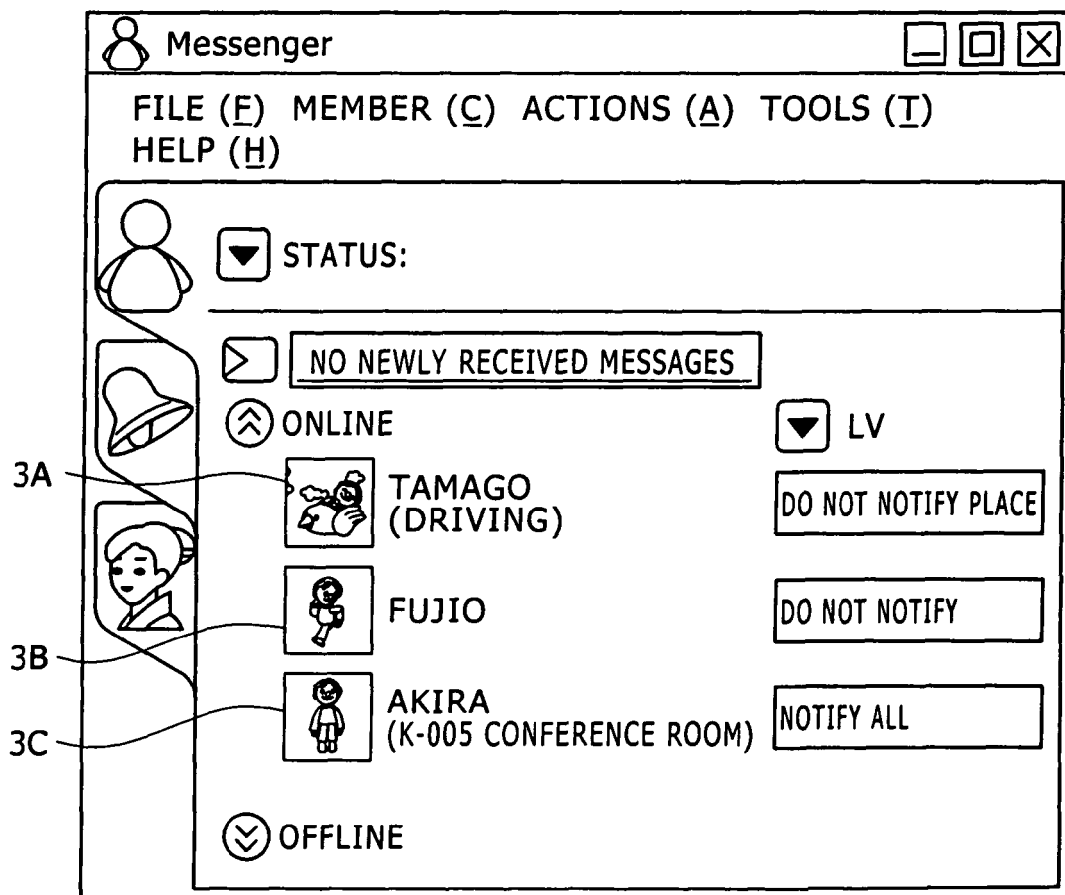 Messenger
FILE (F) MEMBER (C) ACTIONS (A) TOOLS (T)
HELP (H)
STATUS:
NO NEWLY RECEIVED MESSAGES
ONLINE
LV
3A
TAMAGO
(DRIVING)
DO NOT NOTIFY PLACE
3B
FUJIO
DO NOT NOTIFY
3C
AKIRA
(K-005 CONFERENCE ROOM)
NOTIFY ALL
OFFLINE